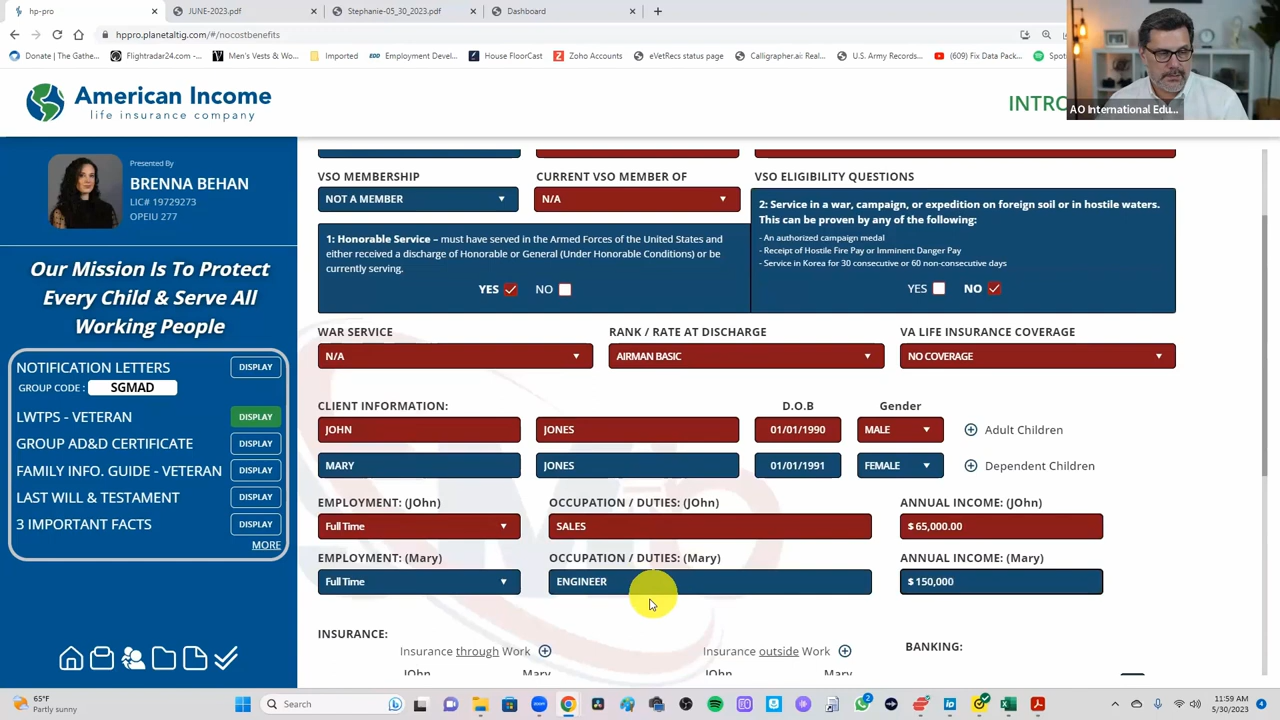 hp-pro
JUNE-2023.pdf
Stephanie-05_30_2023.pdf
Dashboard
hppro.planetaltig.com/#/nocostbenefits
Donate | The Gathe...
Flightradar24.com -...
Men's Vests & Wo...
Imported
EDD Employment Devel...
House FloorCast
Zoho Accounts
eVetRecs status page
Calligrapher.ai: Real...
U.S. Army Records...
(609) Fix Data Pack...
American Income
life insurance company
INTRO
AO International Edu...
Presented By
BRENNA BEHAN
LIC# 19729273
OPEIU 277
Our Mission Is To Protect
Every Child & Serve All
Working People
NOTIFICATION LETTERS DISPLAY
GROUP CODE : SGMAD
LWTPS - VETERAN DISPLAY
GROUP AD&D CERTIFICATE DISPLAY
FAMILY INFO. GUIDE - VETERAN DISPLAY
LAST WILL & TESTAMENT DISPLAY
3 IMPORTANT FACTS DISPLAY
MORE
VSO MEMBERSHIP CURRENT VSO MEMBER OF VSO ELIGIBILITY QUESTIONS
NOT A MEMBER N/A
2: Service in a war, campaign, or expedition on foreign soil or in hostile waters.
This can be proven by any of the following:
- An authorized campaign medal
- Receipt of Hostile Fire Pay or Imminent Danger Pay
- Service in Korea for 30 consecutive or 60 non-consecutive days
YES NO
1: Honorable Service – must have served in the Armed Forces of the United States and
either received a discharge of Honorable or General (Under Honorable Conditions) or be
currently serving.
YES NO
WAR SERVICE RANK / RATE AT DISCHARGE VA LIFE INSURANCE COVERAGE
N/A AIRMAN BASIC NO COVERAGE
CLIENT INFORMATION: D.O.B Gender
JOHN JONES 01/01/1990 MALE Adult Children
MARY JONES 01/01/1991 FEMALE Dependent Children
EMPLOYMENT: (JOhn) OCCUPATION / DUTIES: (JOhn) ANNUAL INCOME: (JOhn)
Full Time SALES $ 65,000.00
EMPLOYMENT: (Mary) OCCUPATION / DUTIES: (Mary) ANNUAL INCOME: (Mary)
Full Time ENGINEER $ 150,000
INSURANCE: BANKING:
Insurance through Work Insurance outside Work
JOhn Mary JOhn Mary
65°F
Partly sunny
Search
2
11:59 AM
5/30/2023